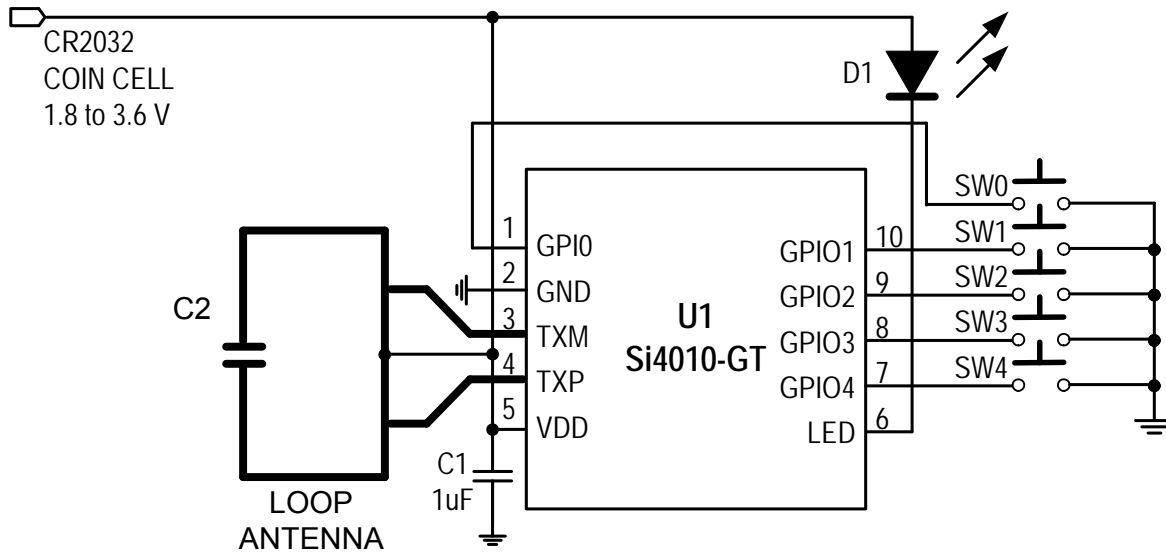 CR2032
COIN CELL
1.8 to 3.6 V
D1
SW0
1
GPI0
10
GPIO1
SW1
2
GND
9
GPIO2
SW2
C2
3
TXM
U1
Si4010-GT
8
GPIO3
SW3
4
TXP
7
GPIO4
SW4
5
VDD
6
LED
C1
1uF
LOOP
ANTENNA